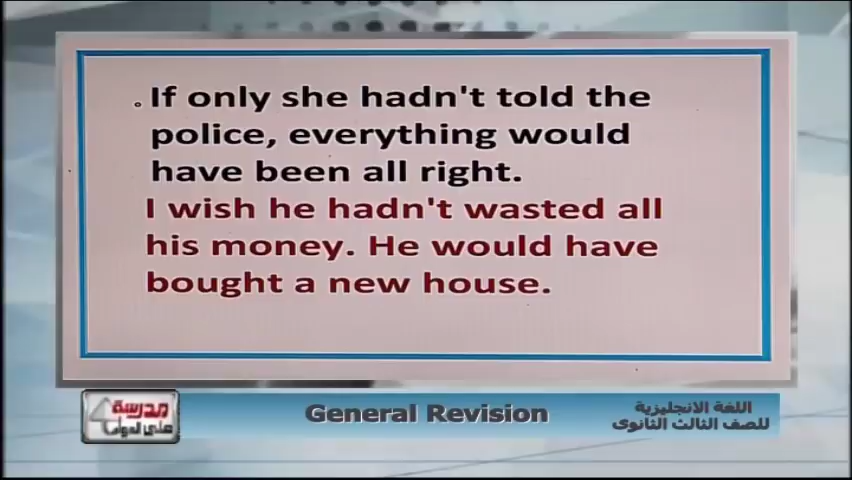 If only she hadn't told the
police, everything would
have been all right.
I wish he hadn't wasted all
his money. He would have
bought a new house.
مدرسة
على الهواء
General Revision
اللغة الانجليزية
للصف الثالث الثانوى